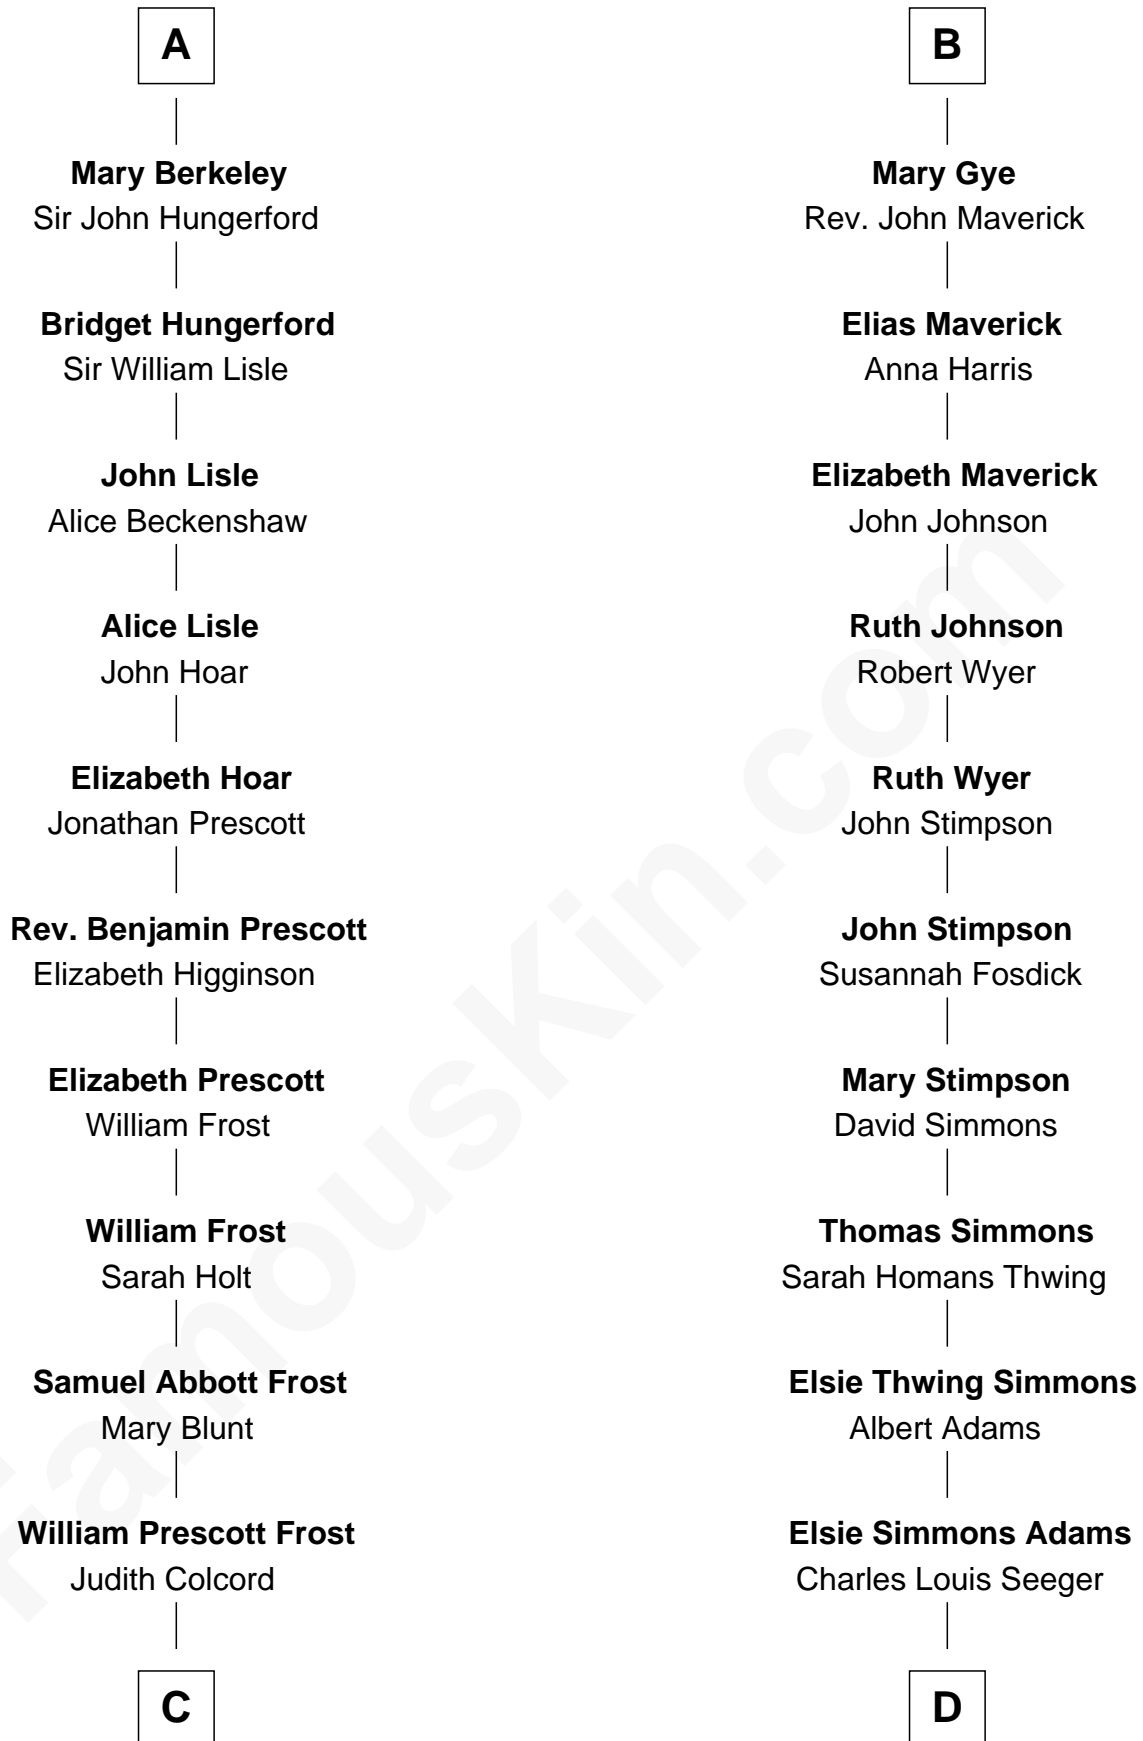 A
Mary Berkeley
Sir John Hungerford
Bridget Hungerford
Sir William Lisle
John Lisle
Alice Beckenshaw
Alice Lisle
John Hoar
Elizabeth Hoar
Jonathan Prescott
Rev. Benjamin Prescott
Elizabeth Higginson
Elizabeth Prescott
William Frost
William Frost
Sarah Holt
Samuel Abbott Frost
Mary Blunt
William Prescott Frost
Judith Colcord
C
B
Mary Gye
Rev. John Maverick
Elias Maverick
Anna Harris
Elizabeth Maverick
John Johnson
Ruth Johnson
Robert Wyer
Ruth Wyer
John Stimpson
John Stimpson
Susannah Fosdick
Mary Stimpson
David Simmons
Thomas Simmons
Sarah Homans Thwing
Elsie Thwing Simmons
Albert Adams
Elsie Simmons Adams
Charles Louis Seeger
D
FamousKin.com